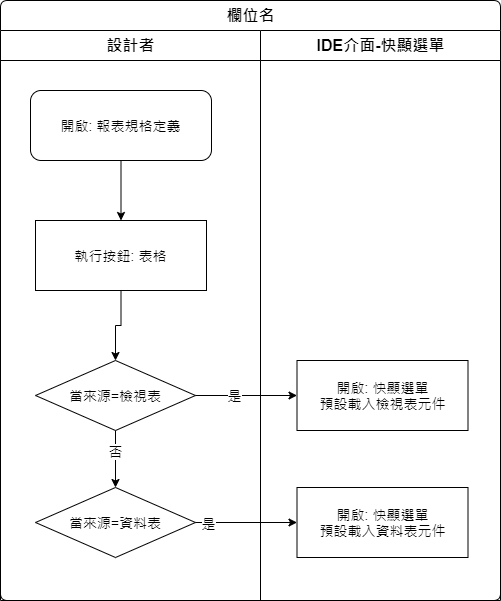 欄位名
設計者
IDE介面-快顯選單
開啟: 報表規格定義
執行按鈕: 表格
當來源=檢視表
是
開啟: 快顯選單
預設載入檢視表元件
否
當來源=資料表
是
開啟: 快顯選單
預設載入資料表元件